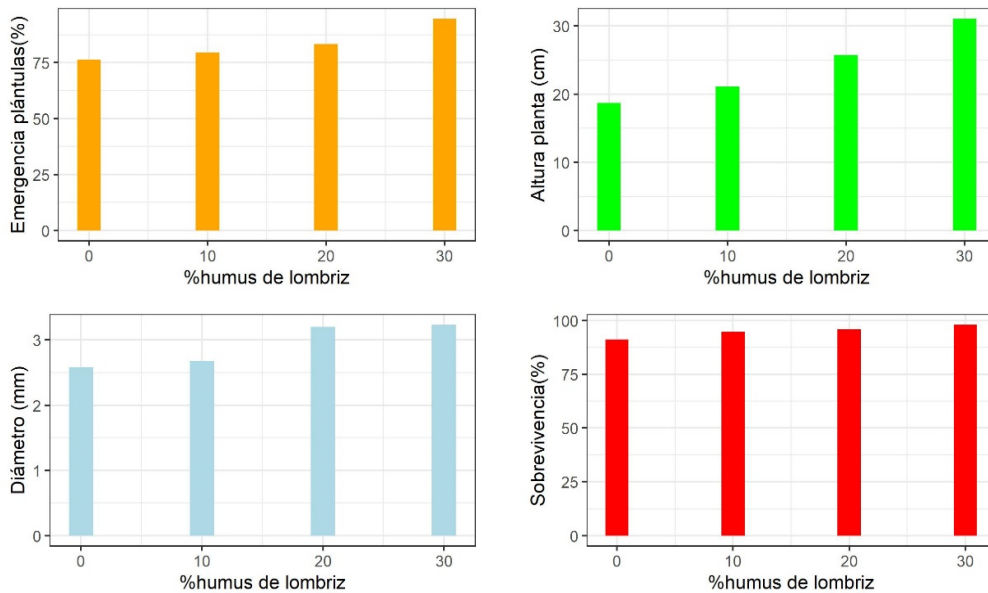 Emergencia plántulas(%)
75
50
25
0
0 10 20 30
%humus de lombriz
Altura planta (cm)
30
20
10
0
0 10 20 30
%humus de lombriz
Diámetro (mm)
3
2
1
0
0 10 20 30
%humus de lombriz
Sobrevivencia(%)
100
75
50
25
0
0 10 20 30
%humus de lombriz